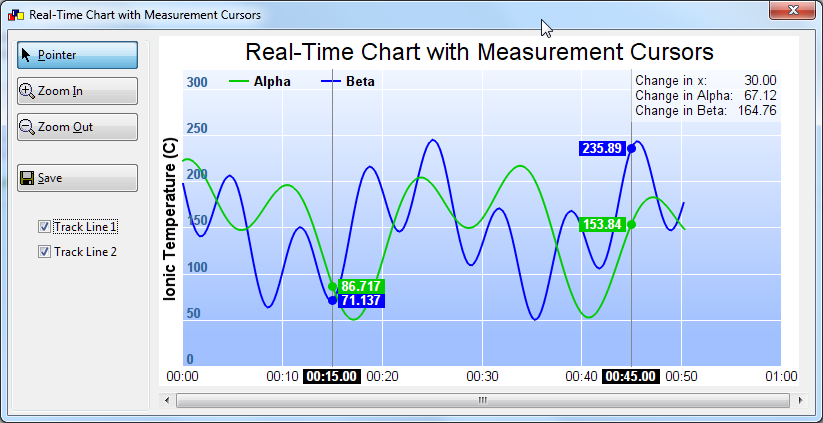 Real-Time Chart with Measurement Cursors
Pointer
Zoom In
Zoom Out
Save
Track Line 1
Track Line 2
Real-Time Chart with Measurement Cursors
Alpha Beta
Change in x: 30.00
Change in Alpha: 67.12
Change in Beta: 164.76
Ionic Temperature (C)
300
250
200
150
100
50
0
235.89
153.84
86.717
71.137
00:00 00:10 00:15.00 00:20 00:30 00:40 00:45.00 00:50 01:00